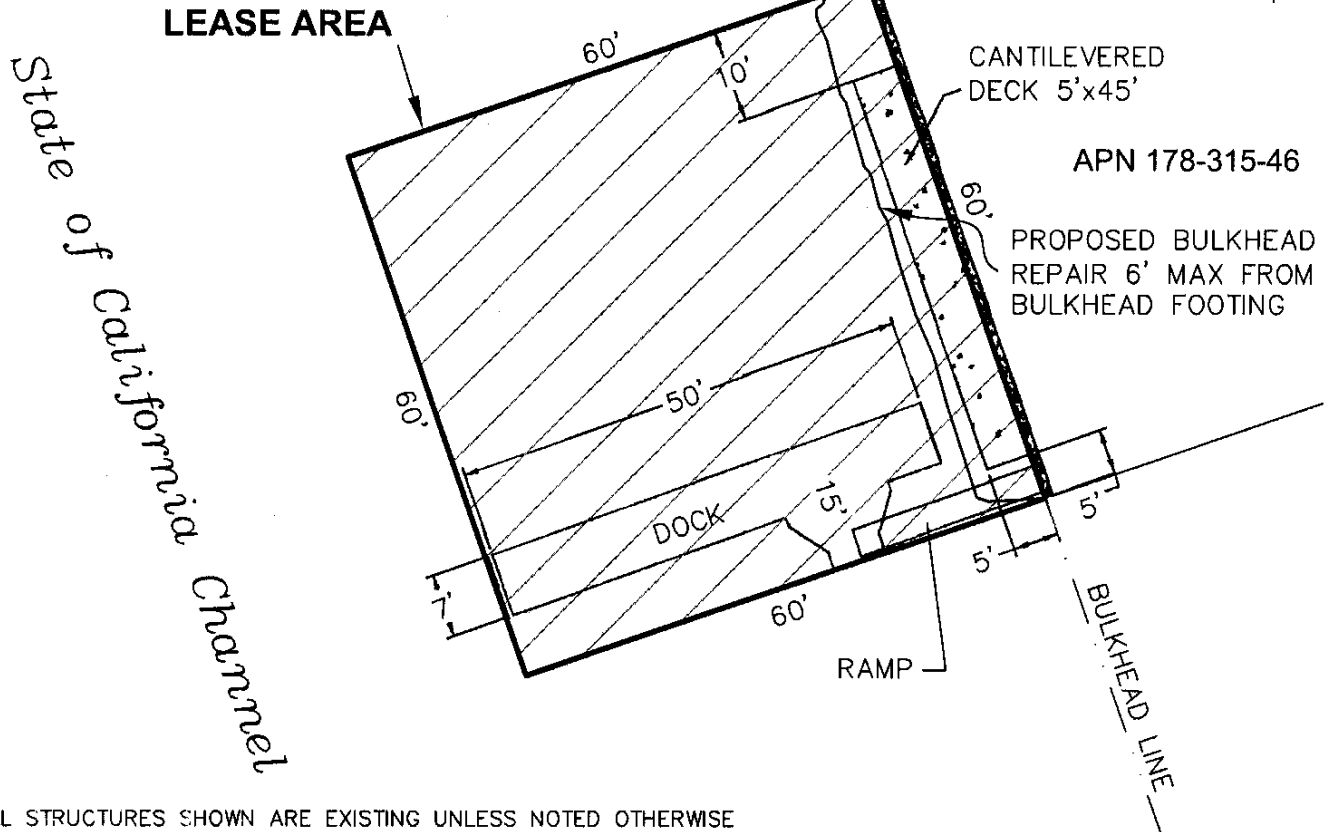 LEASE AREA
60'
10'
CANTILEVERED
DECK 5'x45'
APN 178-315-46
60'
PROPOSED BULKHEAD
REPAIR 6' MAX FROM
BULKHEAD FOOTING
State of California Channel
60'
50'
DOCK
15'
5'
5'
7'
60'
RAMP
BULKHEAD LINE
L STRUCTURES SHOWN ARE EXISTING UNLESS NOTED OTHERWISE